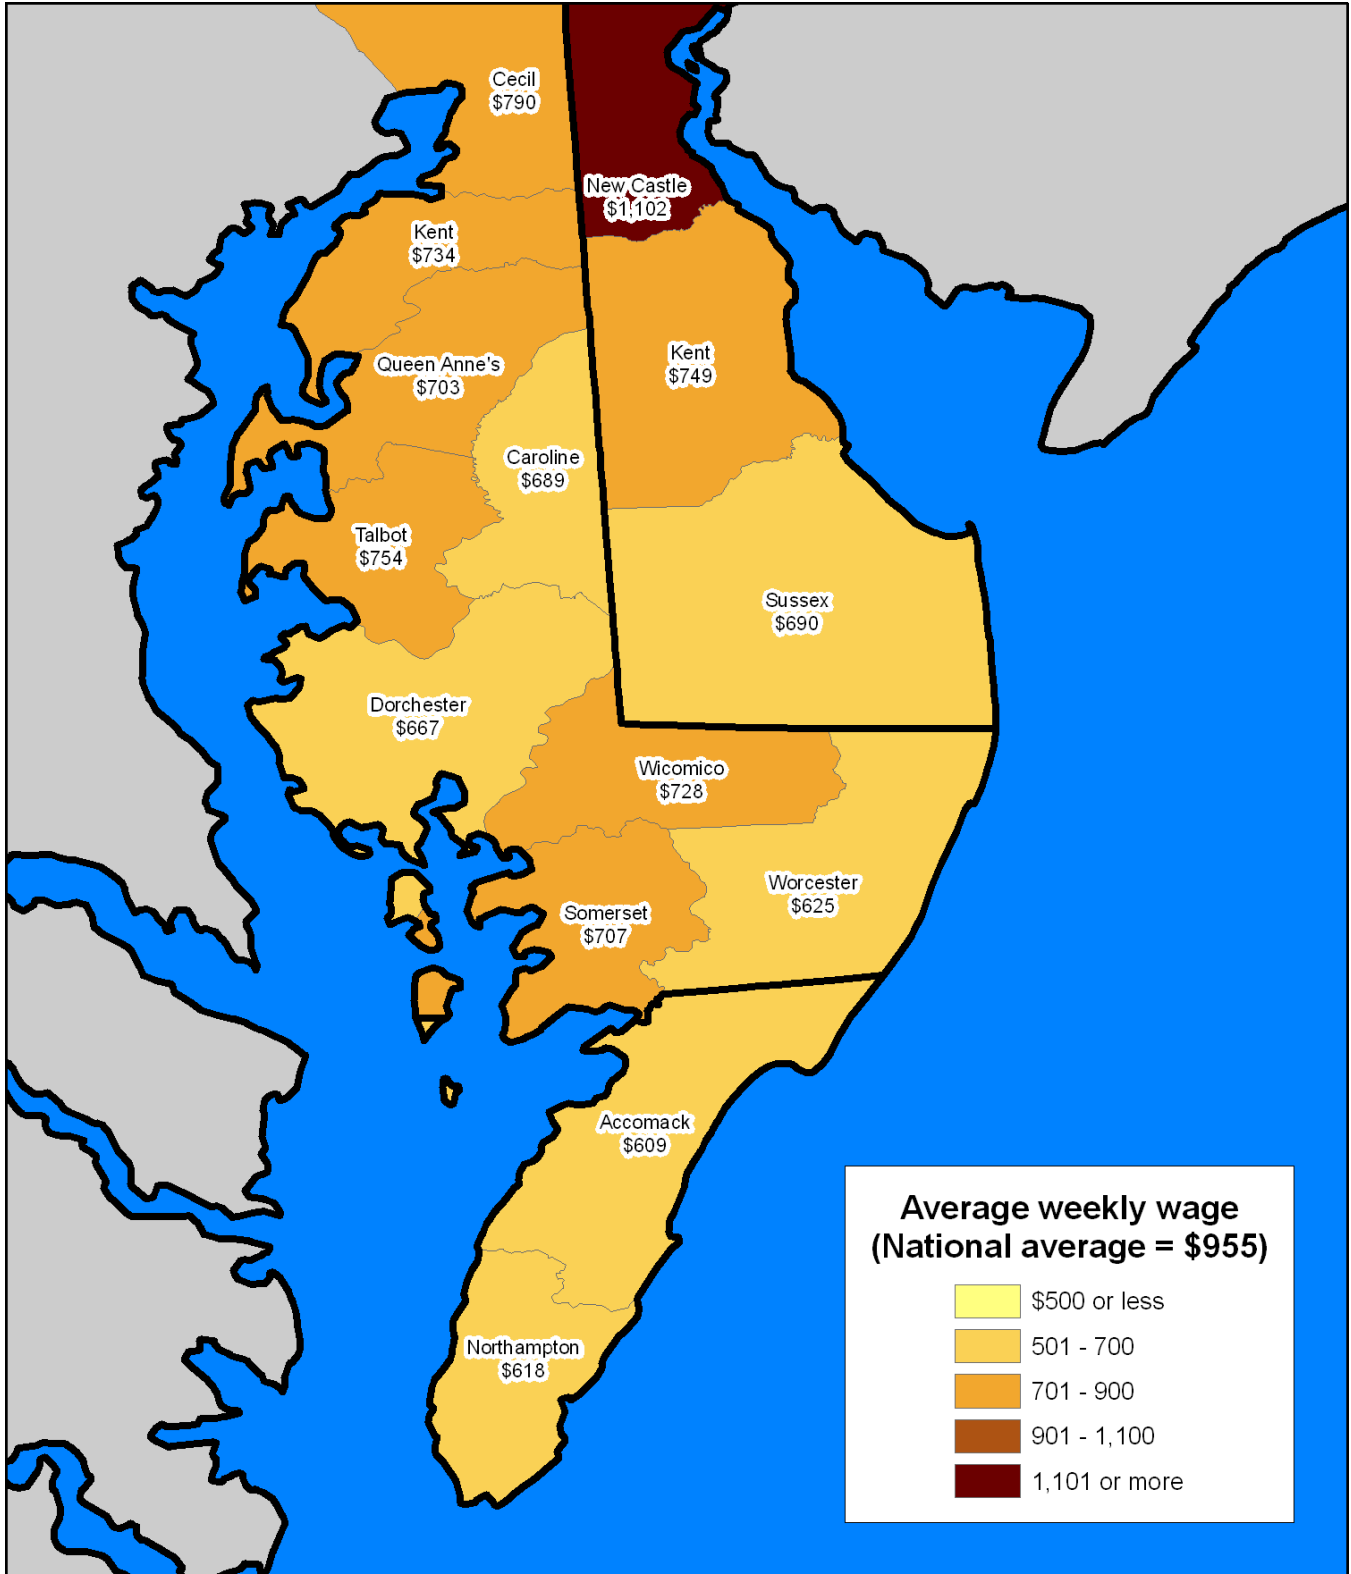 Cecil
$790
New Castle
$1,102
Kent
$734
Kent
$749
Queen Anne's
$703
Caroline
$689
Talbot
$754
Sussex
$690
Dorchester
$667
Wicomico
$728
Worcester
$625
Somerset
$707
Accomack
$609
Northampton
$618
Average weekly wage
(National average = $955)
$500 or less
501 - 700
701 - 900
901 - 1,100
1,101 or more